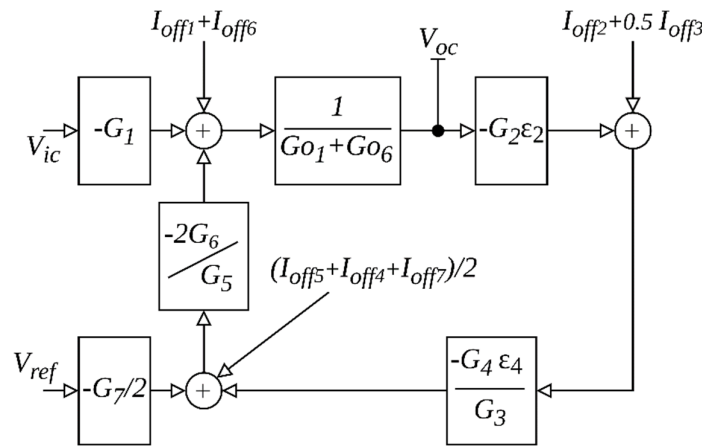 I_off1+I_off6
V_oc
I_off2+0.5 I_off3
V_ic
-G_1
+
1
Go_1+Go_6
-G_2ε_2
+
-2G_6
G_5
(I_off5+I_off4+I_off7)/2
V_ref
-G_7/2
+
-G_4 ε_4
G_3